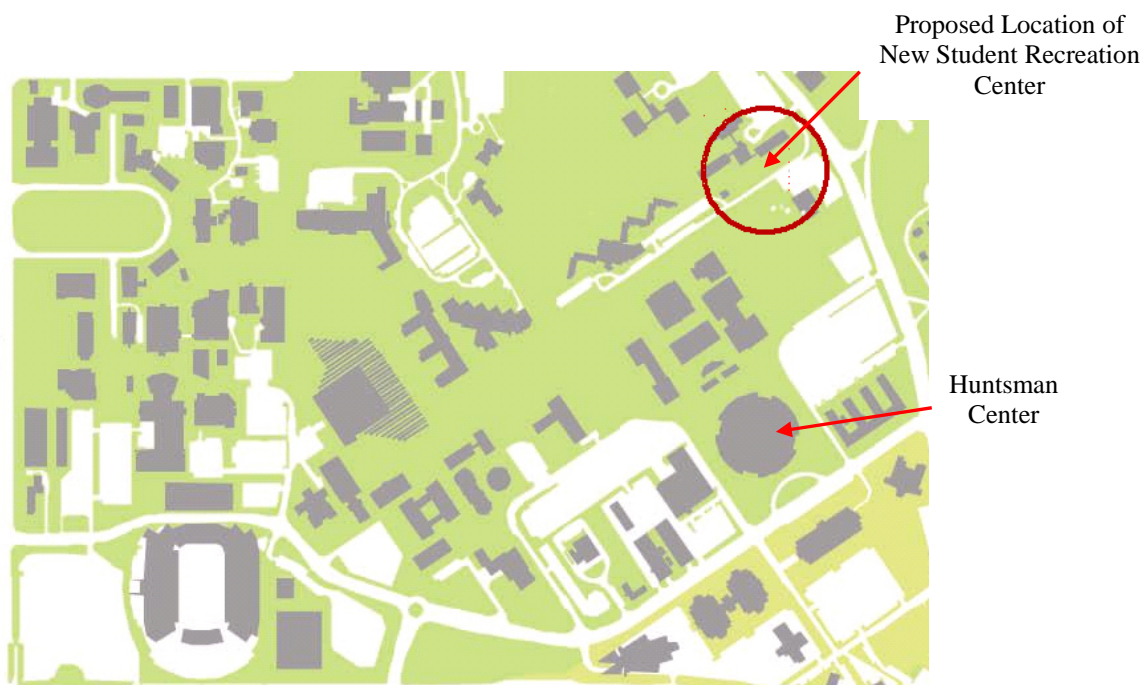 Proposed Location of
New Student Recreation
Center
Huntsman
Center